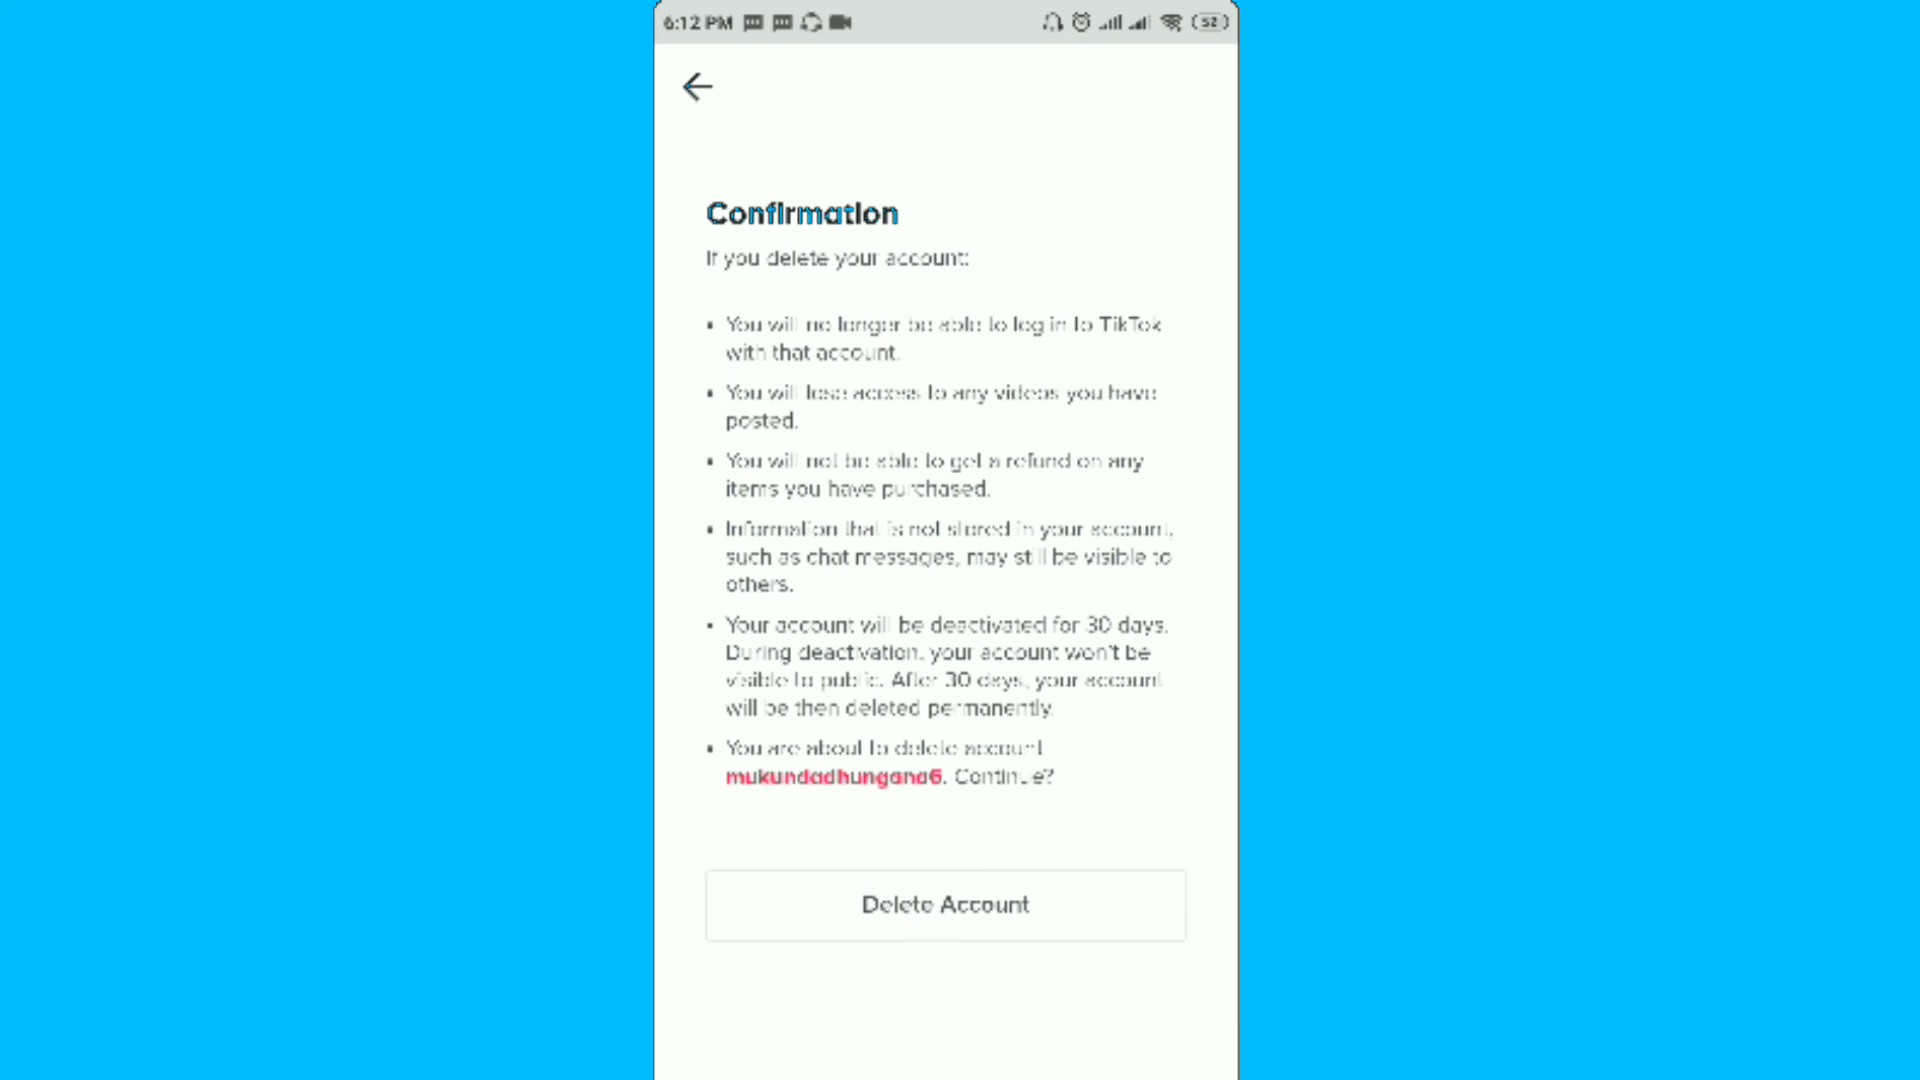 6:12 PM
52
Confirmation
If you delete your account:
▪ You will no longer be able to log in to TikTok
with that account.
▪ You will lose access to any videos you have
posted.
▪ You will not be able to get a refund on any
items you have purchased.
▪ Information that is not stored in your account,
such as chat messages, may still be visible to
others.
▪ Your account will be deactivated for 30 days.
During deactivation, your account won't be
visible to public. After 30 days, your account
will be then deleted permanently.
▪ You are about to delete account
mukundadhungana6. Continue?
Delete Account